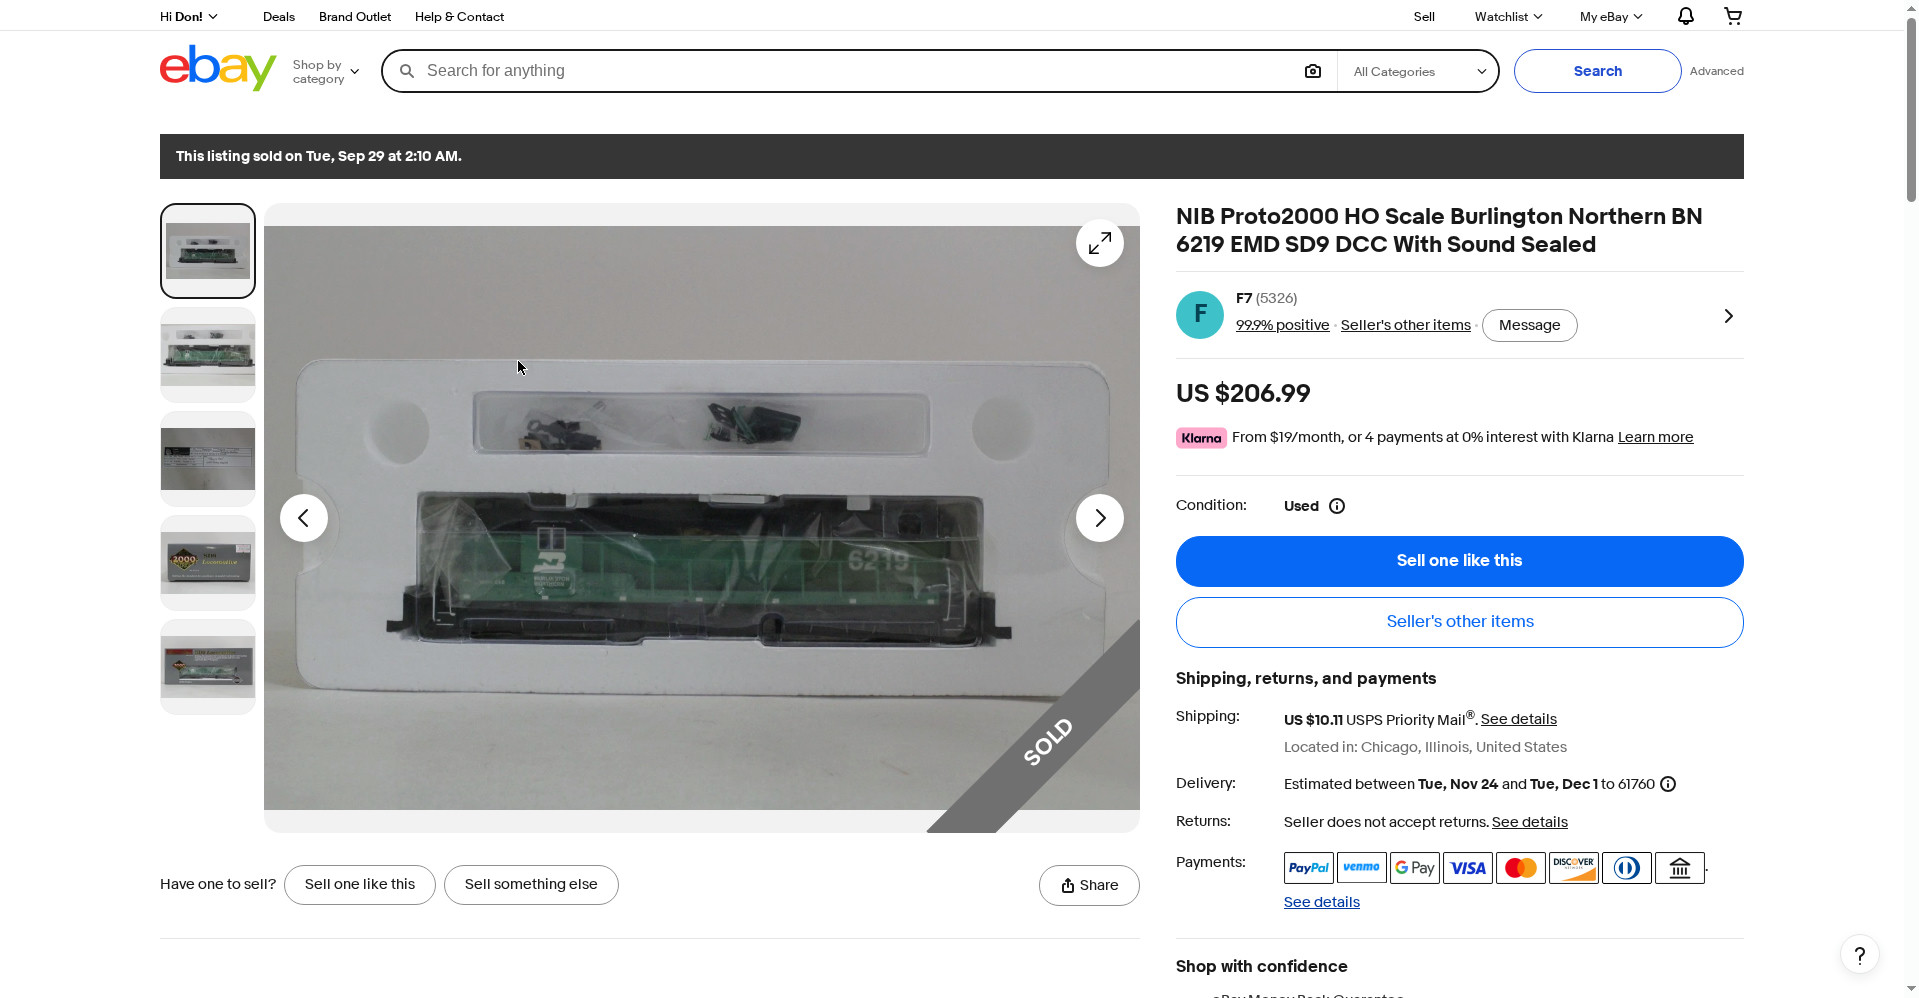 Hi Don!
Deals
Brand Outlet
Help & Contact
Sell
Watchlist
My eBay
ebay
Shop by
category
Search for anything
All Categories
Search
Advanced
This listing sold on Tue, Sep 29 at 2:10 AM.
2000
6219
BURLINGTON
NORTHERN
SOLD
NIB Proto2000 HO Scale Burlington Northern BN
6219 EMD SD9 DCC With Sound Sealed
F
F7 (5326)
99.9% positive · Seller's other items · Message
US $206.99
Klarna From $19/month, or 4 payments at 0% interest with Klarna Learn more
Condition: Used
Sell one like this
Seller's other items
Shipping, returns, and payments
Shipping: US $10.11 USPS Priority Mail®. See details
Located in: Chicago, Illinois, United States
Delivery: Estimated between Tue, Nov 24 and Tue, Dec 1 to 61760
Returns: Seller does not accept returns. See details
Payments: PayPal venmo G Pay VISA DISCOVER
See details
Have one to sell? Sell one like this Sell something else
Share
Shop with confidence
eBay Money Back Guarantee
?